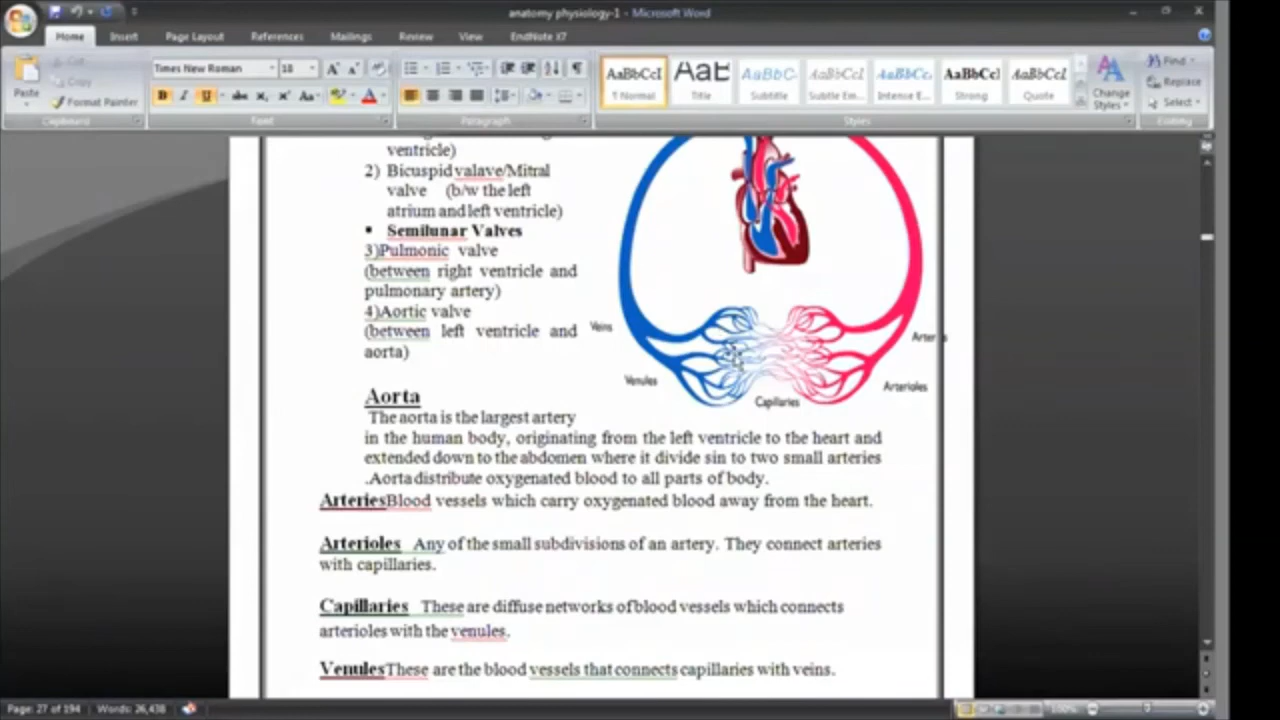 anatomy physiology-1 - Microsoft Word
Home Insert Page Layout References Mailings Review View EndNote X7
Paste
Cut
Copy
Format Painter
Clipboard
Times New Roman 18
Font
Paragraph
AaBbCcI AaB AaBbC- AaBbCcI AaBbCcI AaBbCcI AaBbCcI
¶ Normal Title Subtitle Subtle Em... Intense E... Strong Quote
Change Styles
Styles
Find
Replace
Select
Editing
ventricle)
2) Bicuspid valave/Mitral
valve (b/w the left
atrium and left ventricle)
▪ Semilunar Valves
3)Pulmonic valve
(between right ventricle and
pulmonary artery)
4)Aortic valve
(between left ventricle and
aorta)
Veins
Venules
Capillaries
Arterioles
Aorta
The aorta is the largest artery
in the human body, originating from the left ventricle to the heart and
extended down to the abdomen where it divide sin to two small arteries
.Aorta distribute oxygenated blood to all parts of body.
ArteriesBlood vessels which carry oxygenated blood away from the heart.
Arterioles Any of the small subdivisions of an artery. They connect arteries
with capillaries.
Capillaries These are diffuse networks of blood vessels which connects
arterioles with the venules.
VenulesThese are the blood vessels that connects capillaries with veins.
Page: 27 of 194 Words: 26,438 100%